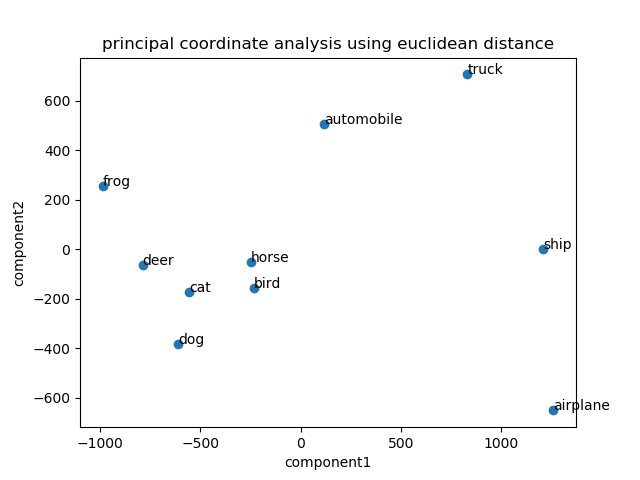 principal coordinate analysis using euclidean distance
truck
600
automobile
400
200
frog
ship
0
horse
deer
component2
bird
cat
−200
dog
−400
airplane
−600
−1000
−500
0
500
1000
component1